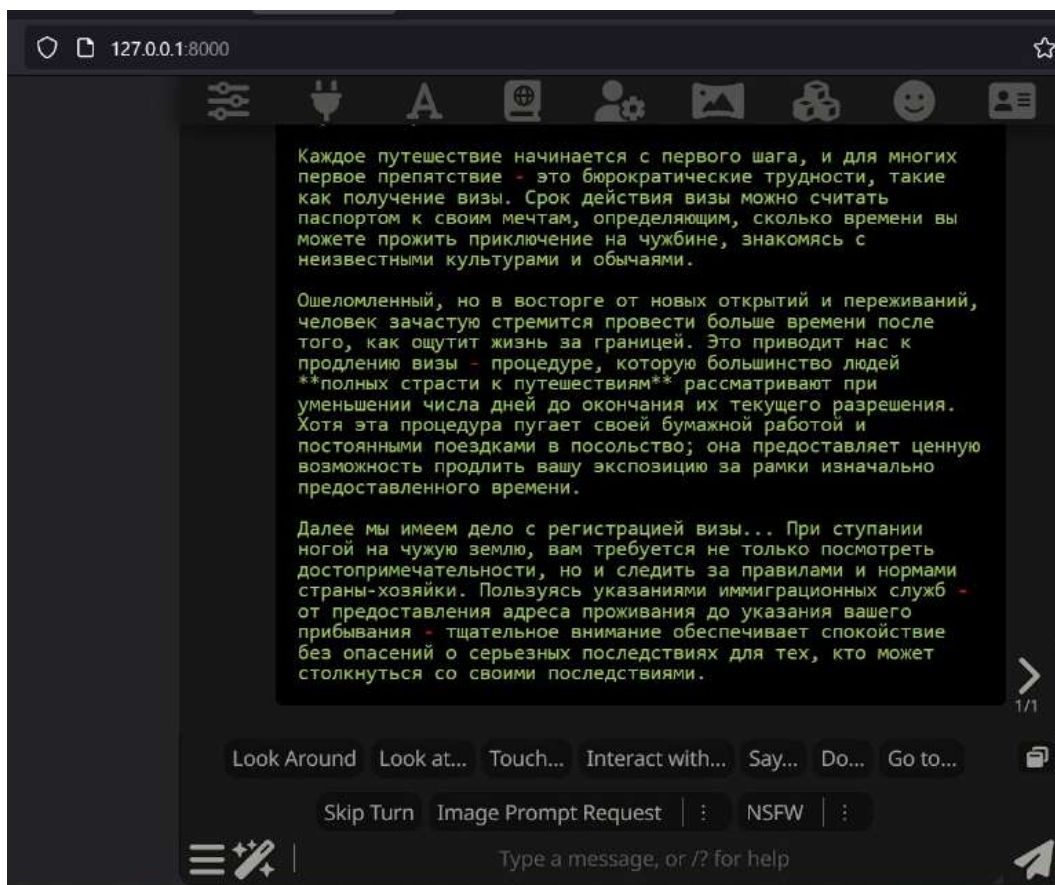 127.0.0.1:8000
Каждое путешествие начинается с первого шага, и для многих
первое препятствие - это бюрократические трудности, такие
как получение визы. Срок действия визы можно считать
паспортом к своим мечтам, определяющим, сколько времени вы
можете прожить приключение на чужбине, знакомясь с
неизвестными культурами и обычаями.
Ошеломленный, но в восторге от новых открытий и переживаний,
человек зачастую стремится провести больше времени после
того, как ощутит жизнь за границей. Это приводит нас к
продлению визы - процедуре, которую большинство людей
**полных страсти к путешествиям** рассматривают при
уменьшении числа дней до окончания их текущего разрешения.
Хотя эта процедура пугает своей бумажной работой и
постоянными поездками в посольство; она предоставляет ценную
возможность продлить вашу экспозицию за рамки изначально
предоставленного времени.
Далее мы имеем дело с регистрацией визы... При ступании
ногой на чужую землю, вам требуется не только посмотреть
достопримечательности, но и следить за правилами и нормами
страны-хозяйки. Пользуясь указаниями иммиграционных служб -
от предоставления адреса проживания до указания вашего
прибывания - тщательное внимание обеспечивает спокойствие
без опасений о серьезных последствиях для тех, кто может
столкнуться со своими последствиями.
1/1
Look Around Look at... Touch... Interact with... Say... Do... Go to...
Skip Turn Image Prompt Request NSFW
Type a message, or /? for help